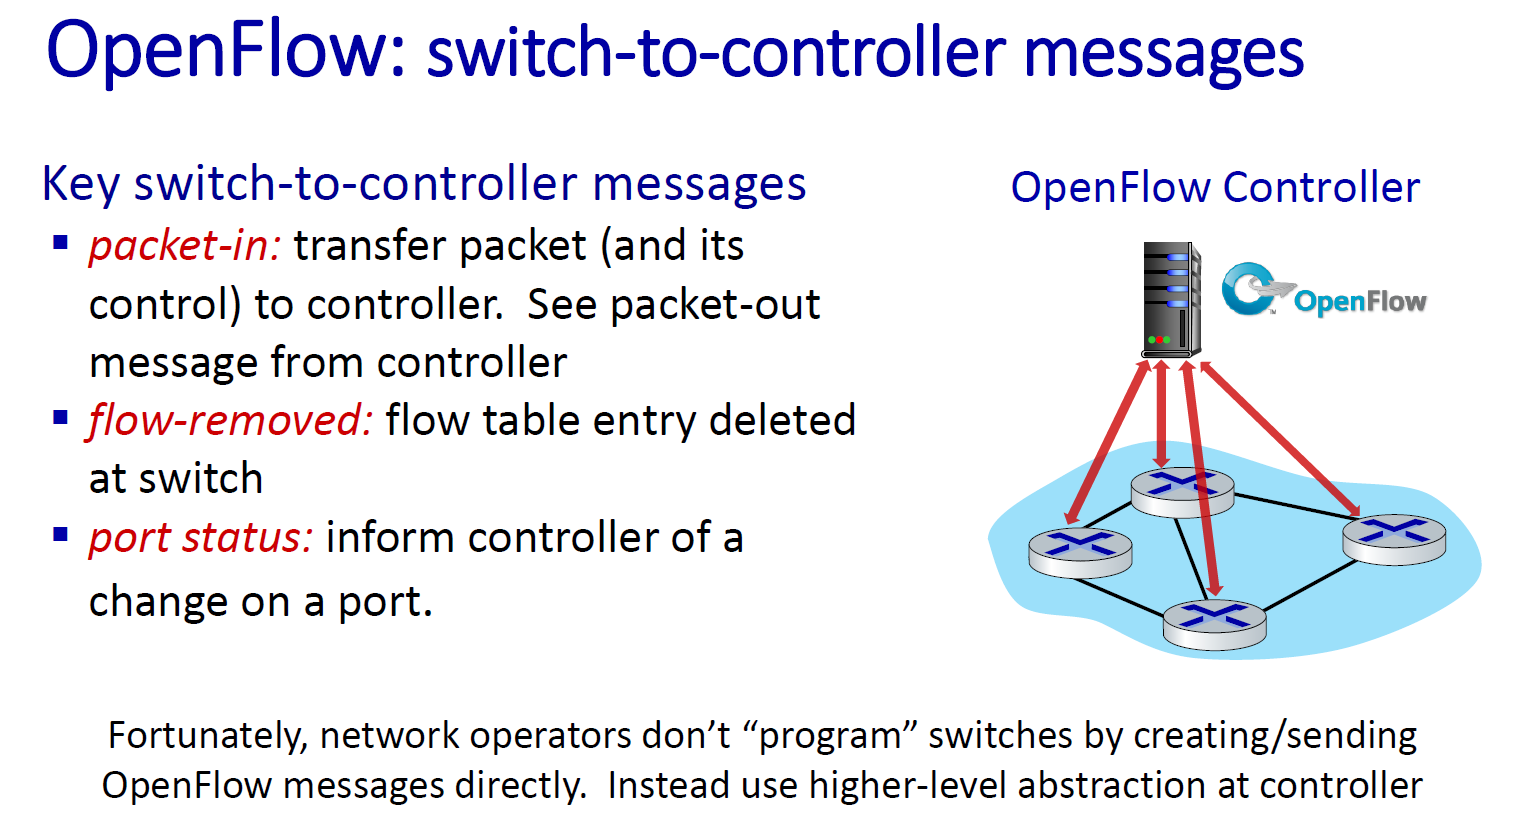 OpenFlow: switch-to-controller messages
Key switch-to-controller messages
OpenFlow Controller
▪ packet-in: transfer packet (and its
control) to controller.  See packet-out
message from controller
▪ flow-removed: flow table entry deleted
at switch
▪ port status: inform controller of a
change on a port.
OpenFlow
TM
Fortunately, network operators don’t “program” switches by creating/sending
OpenFlow messages directly.  Instead use higher-level abstraction at controller